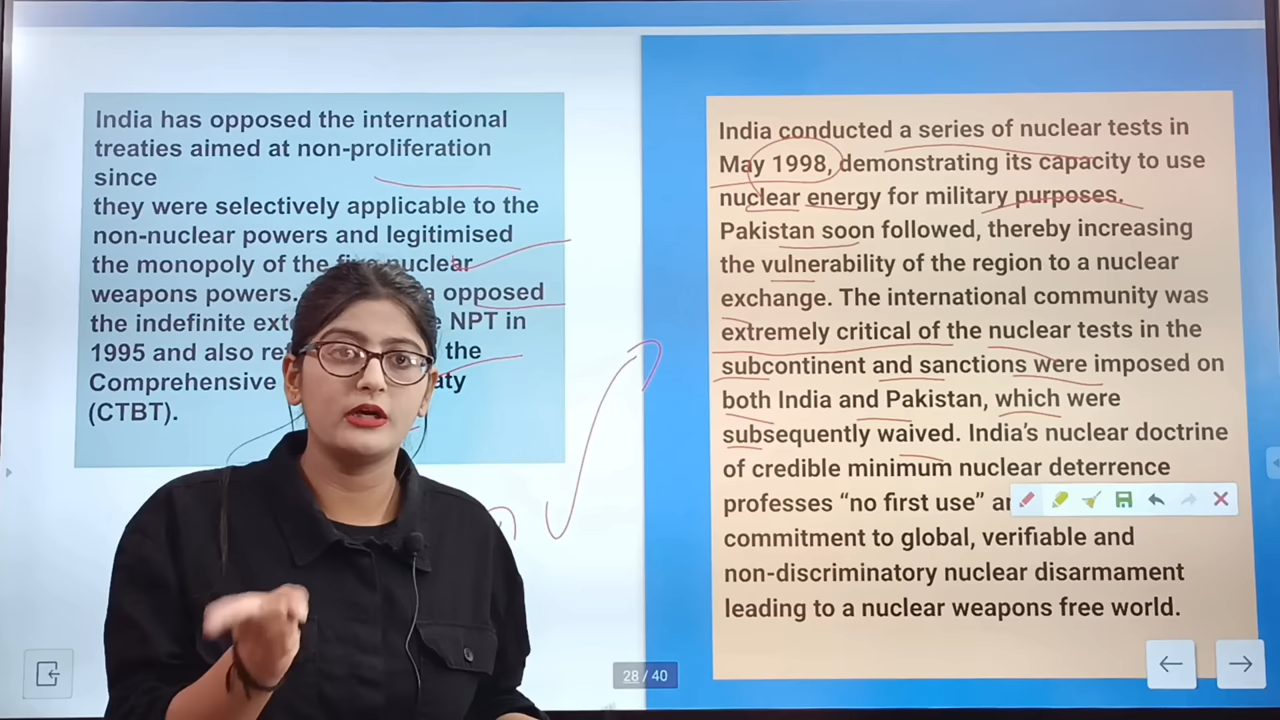 India has opposed the international
treaties aimed at non-proliferation
since
they were selectively applicable to the
non-nuclear powers and legitimised
the monopoly of the nuclear
weapons powers. opposed
the indefinite NPT in
1995 and also the
Comprehensive
(CTBT).
India conducted a series of nuclear tests in
May 1998, demonstrating its capacity to use
nuclear energy for military purposes.
Pakistan soon followed, thereby increasing
the vulnerability of the region to a nuclear
exchange. The international community was
extremely critical of the nuclear tests in the
subcontinent and sanctions were imposed on
both India and Pakistan, which were
subsequently waived. India’s nuclear doctrine
of credible minimum nuclear deterrence
professes “no first use”
commitment to global, verifiable and
non-discriminatory nuclear disarmament
leading to a nuclear weapons free world.
28 / 40